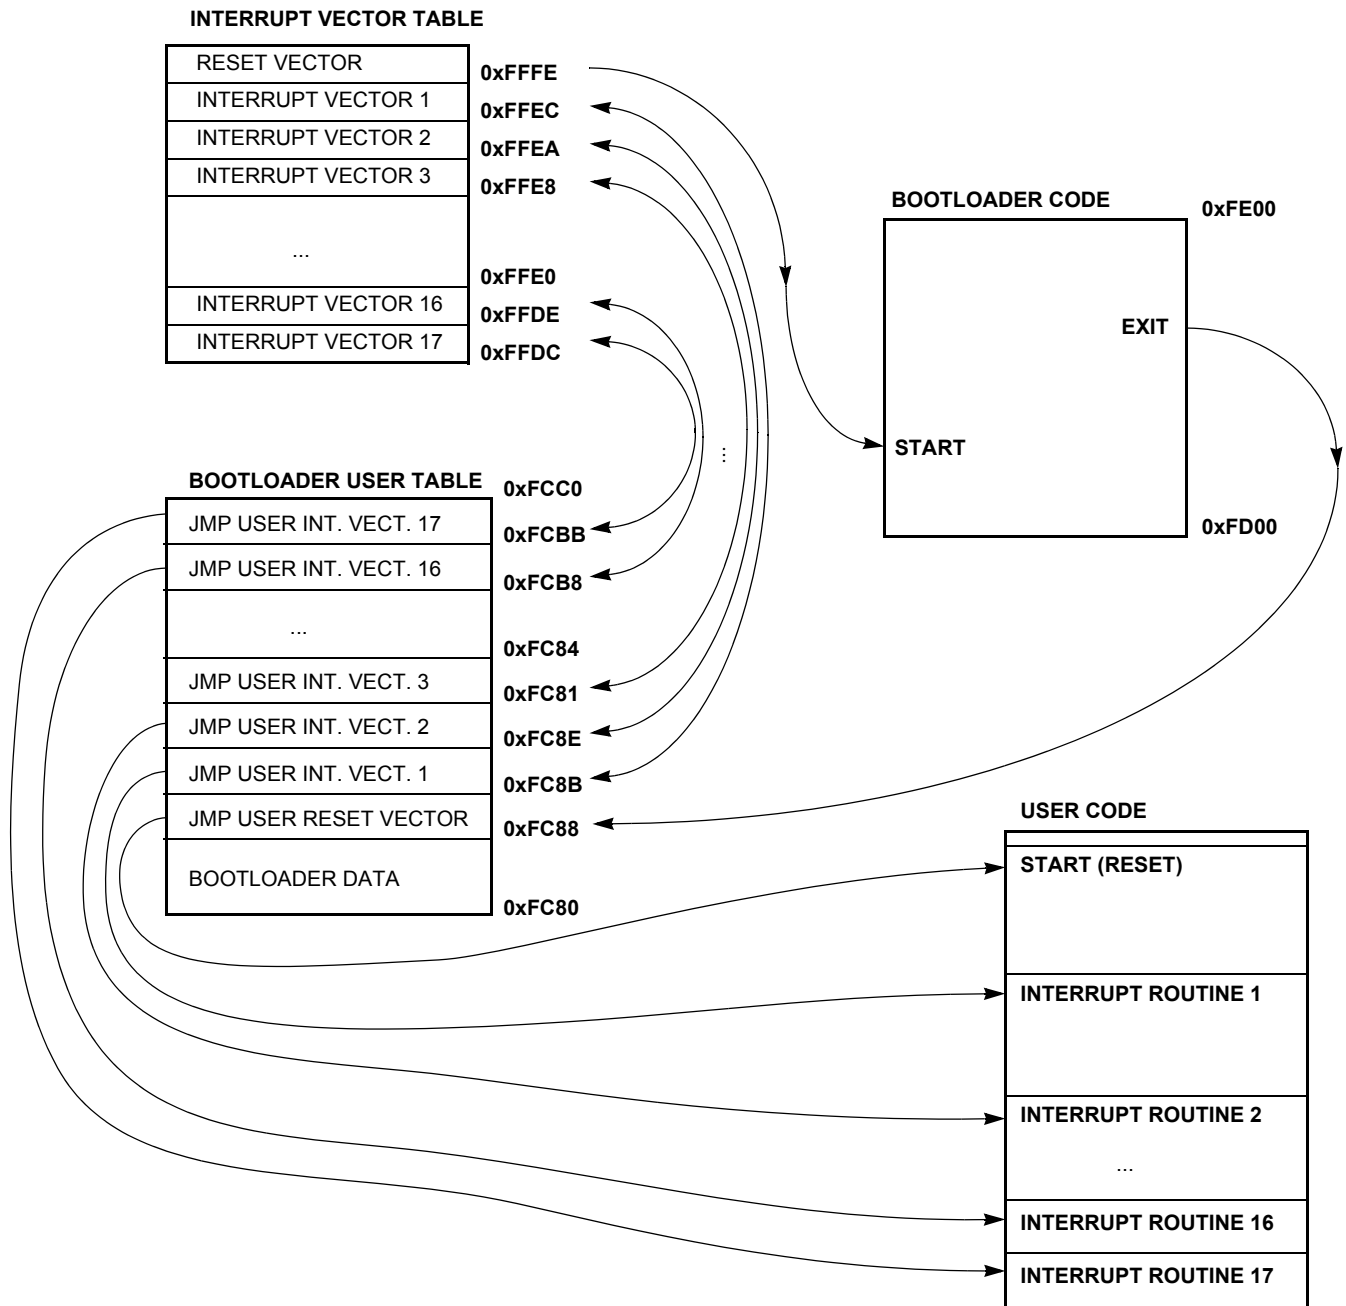 INTERRUPT VECTOR TABLE
RESET VECTOR
0xFFFE
INTERRUPT VECTOR 1
0xFFEC
INTERRUPT VECTOR 2
0xFFEA
INTERRUPT VECTOR 3
0xFFE8
...
0xFFE0
INTERRUPT VECTOR 16
0xFFDE
INTERRUPT VECTOR 17
0xFFDC
...
BOOTLOADER CODE
0xFE00
EXIT
START
0xFD00
BOOTLOADER USER TABLE
0xFCC0
JMP USER INT. VECT. 17
0xFCBB
JMP USER INT. VECT. 16
0xFCB8
...
0xFC84
JMP USER INT. VECT. 3
0xFC81
JMP USER INT. VECT. 2
0xFC8E
JMP USER INT. VECT. 1
0xFC8B
JMP USER RESET VECTOR
0xFC88
BOOTLOADER DATA
0xFC80
USER CODE
START (RESET)
INTERRUPT ROUTINE 1
INTERRUPT ROUTINE 2
...
INTERRUPT ROUTINE 16
INTERRUPT ROUTINE 17